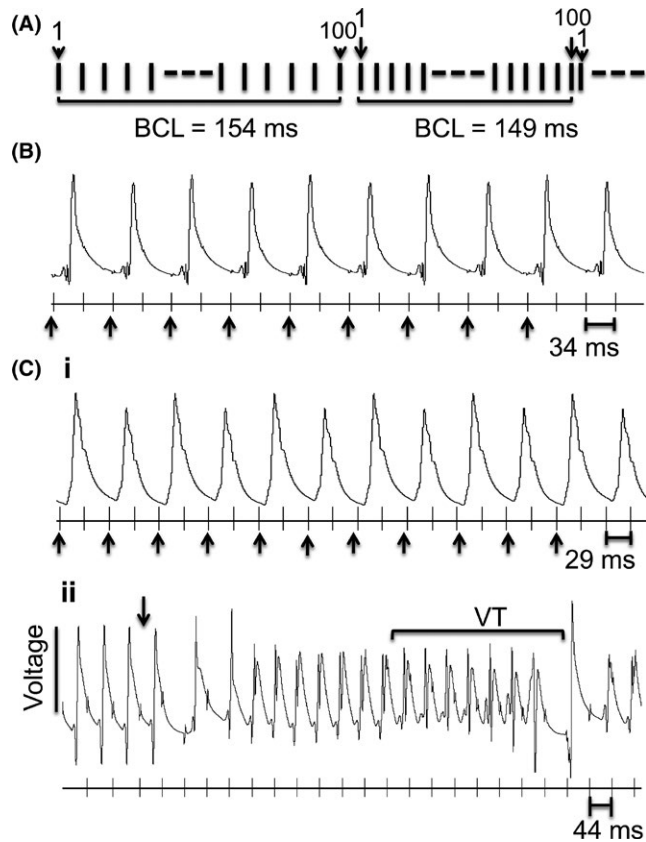 (A)
1 100 1 100 1
BCL = 154 ms BCL = 149 ms
(B)
34 ms
(C) i
29 ms
ii
VT
Voltage
44 ms